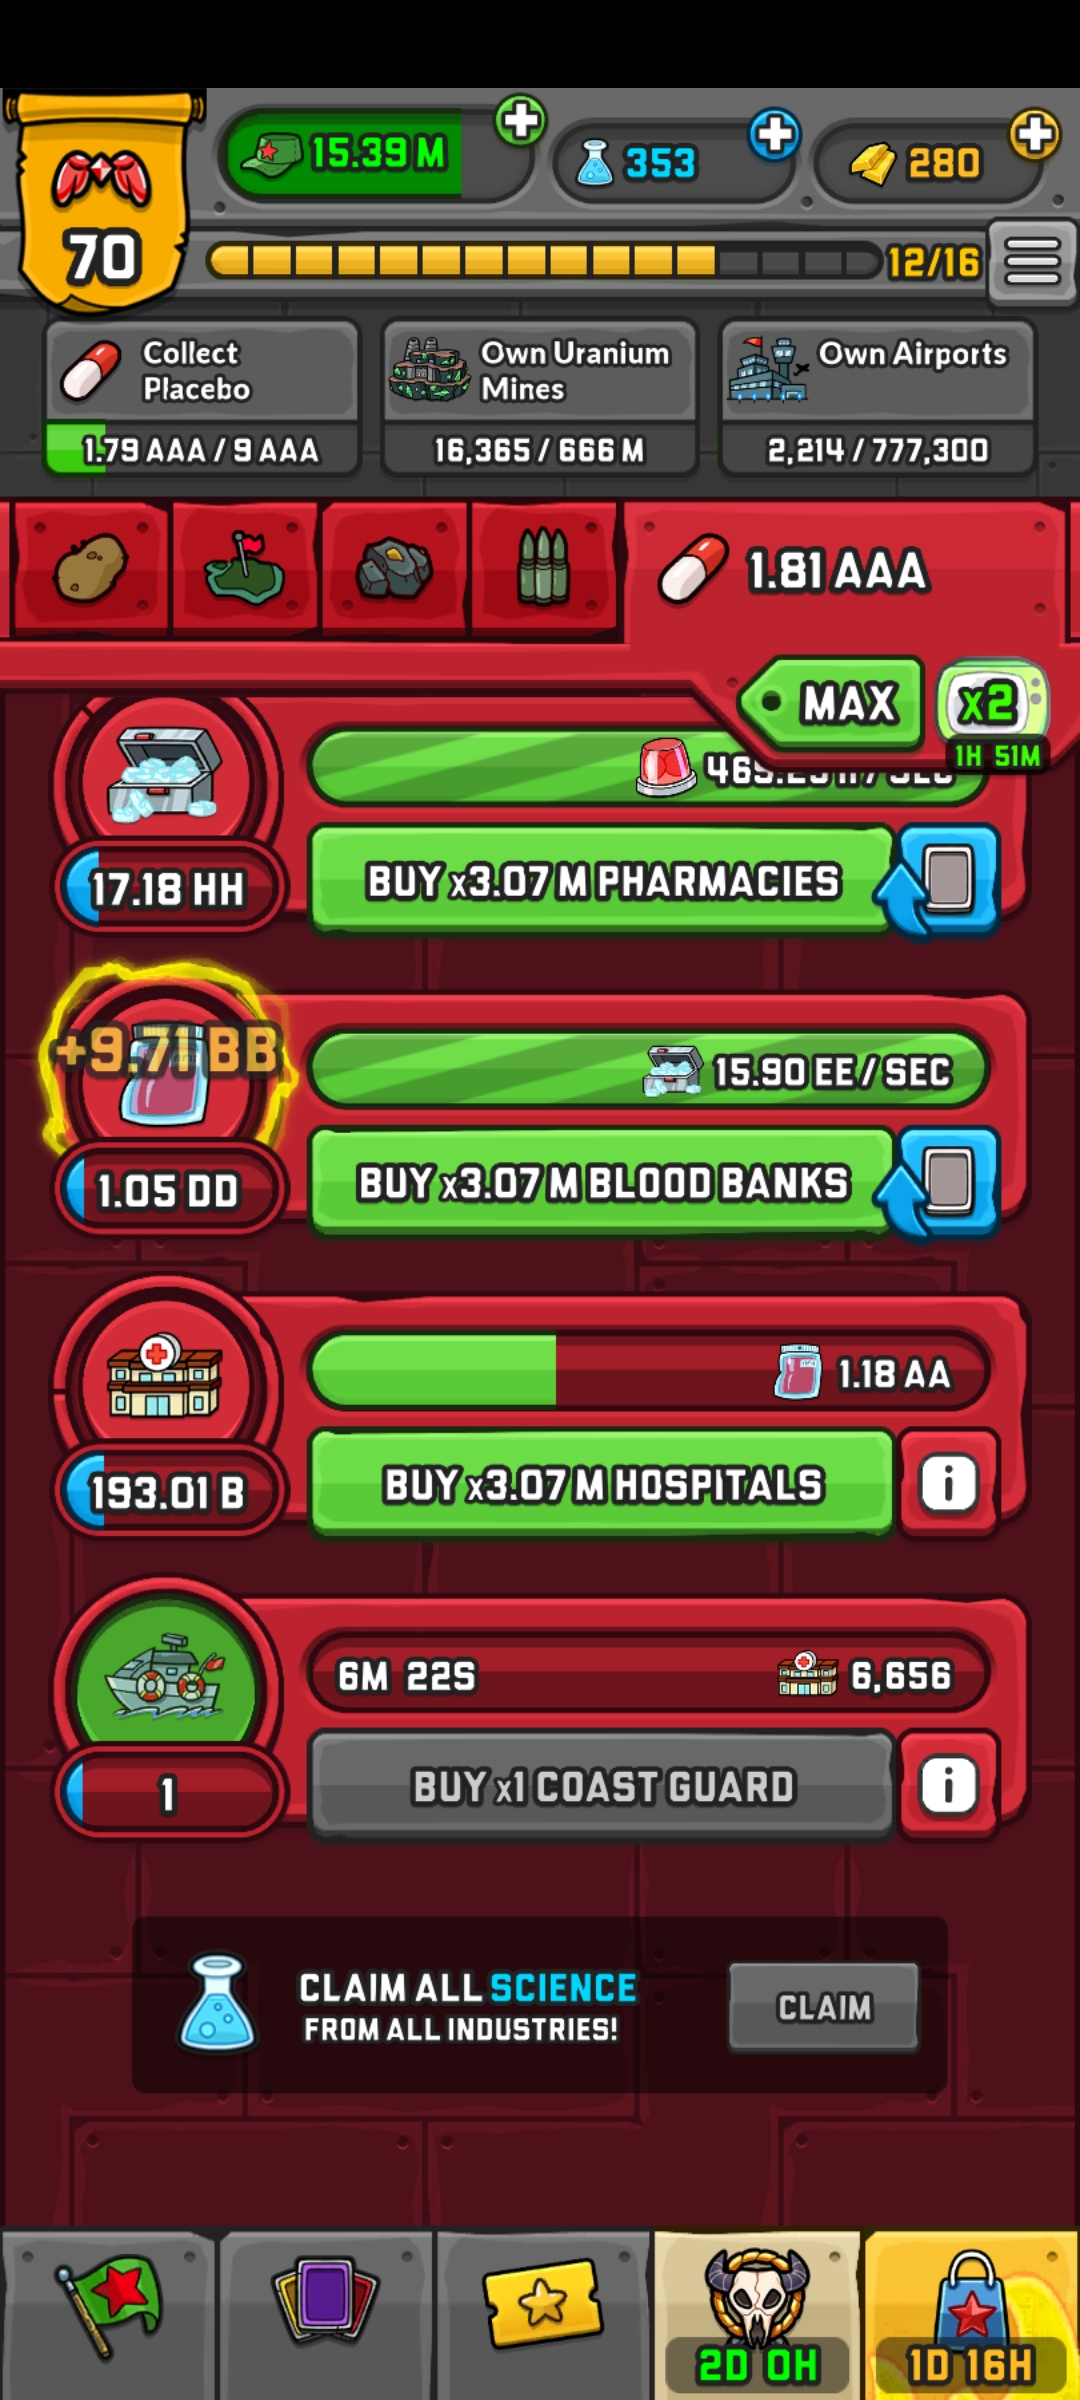 15.39 M
353
280
70
12/16
Collect
Placebo
1.79 AAA / 9 AAA
Own Uranium
Mines
16,365 / 666 M
Own Airports
2,214 / 777,300
1.81 AAA
MAX
x2
1H 51M
17.18 HH
BUY x3.07 M PHARMACIES
+9.71 BB
15.90 EE / SEC
1.05 DD
BUY x3.07 M BLOOD BANKS
1.18 AA
193.01 B
BUY x3.07 M HOSPITALS
i
6M 22S
6,656
1
BUY x1 COAST GUARD
i
CLAIM ALL SCIENCE
FROM ALL INDUSTRIES!
CLAIM
2D 0H
1D 16H